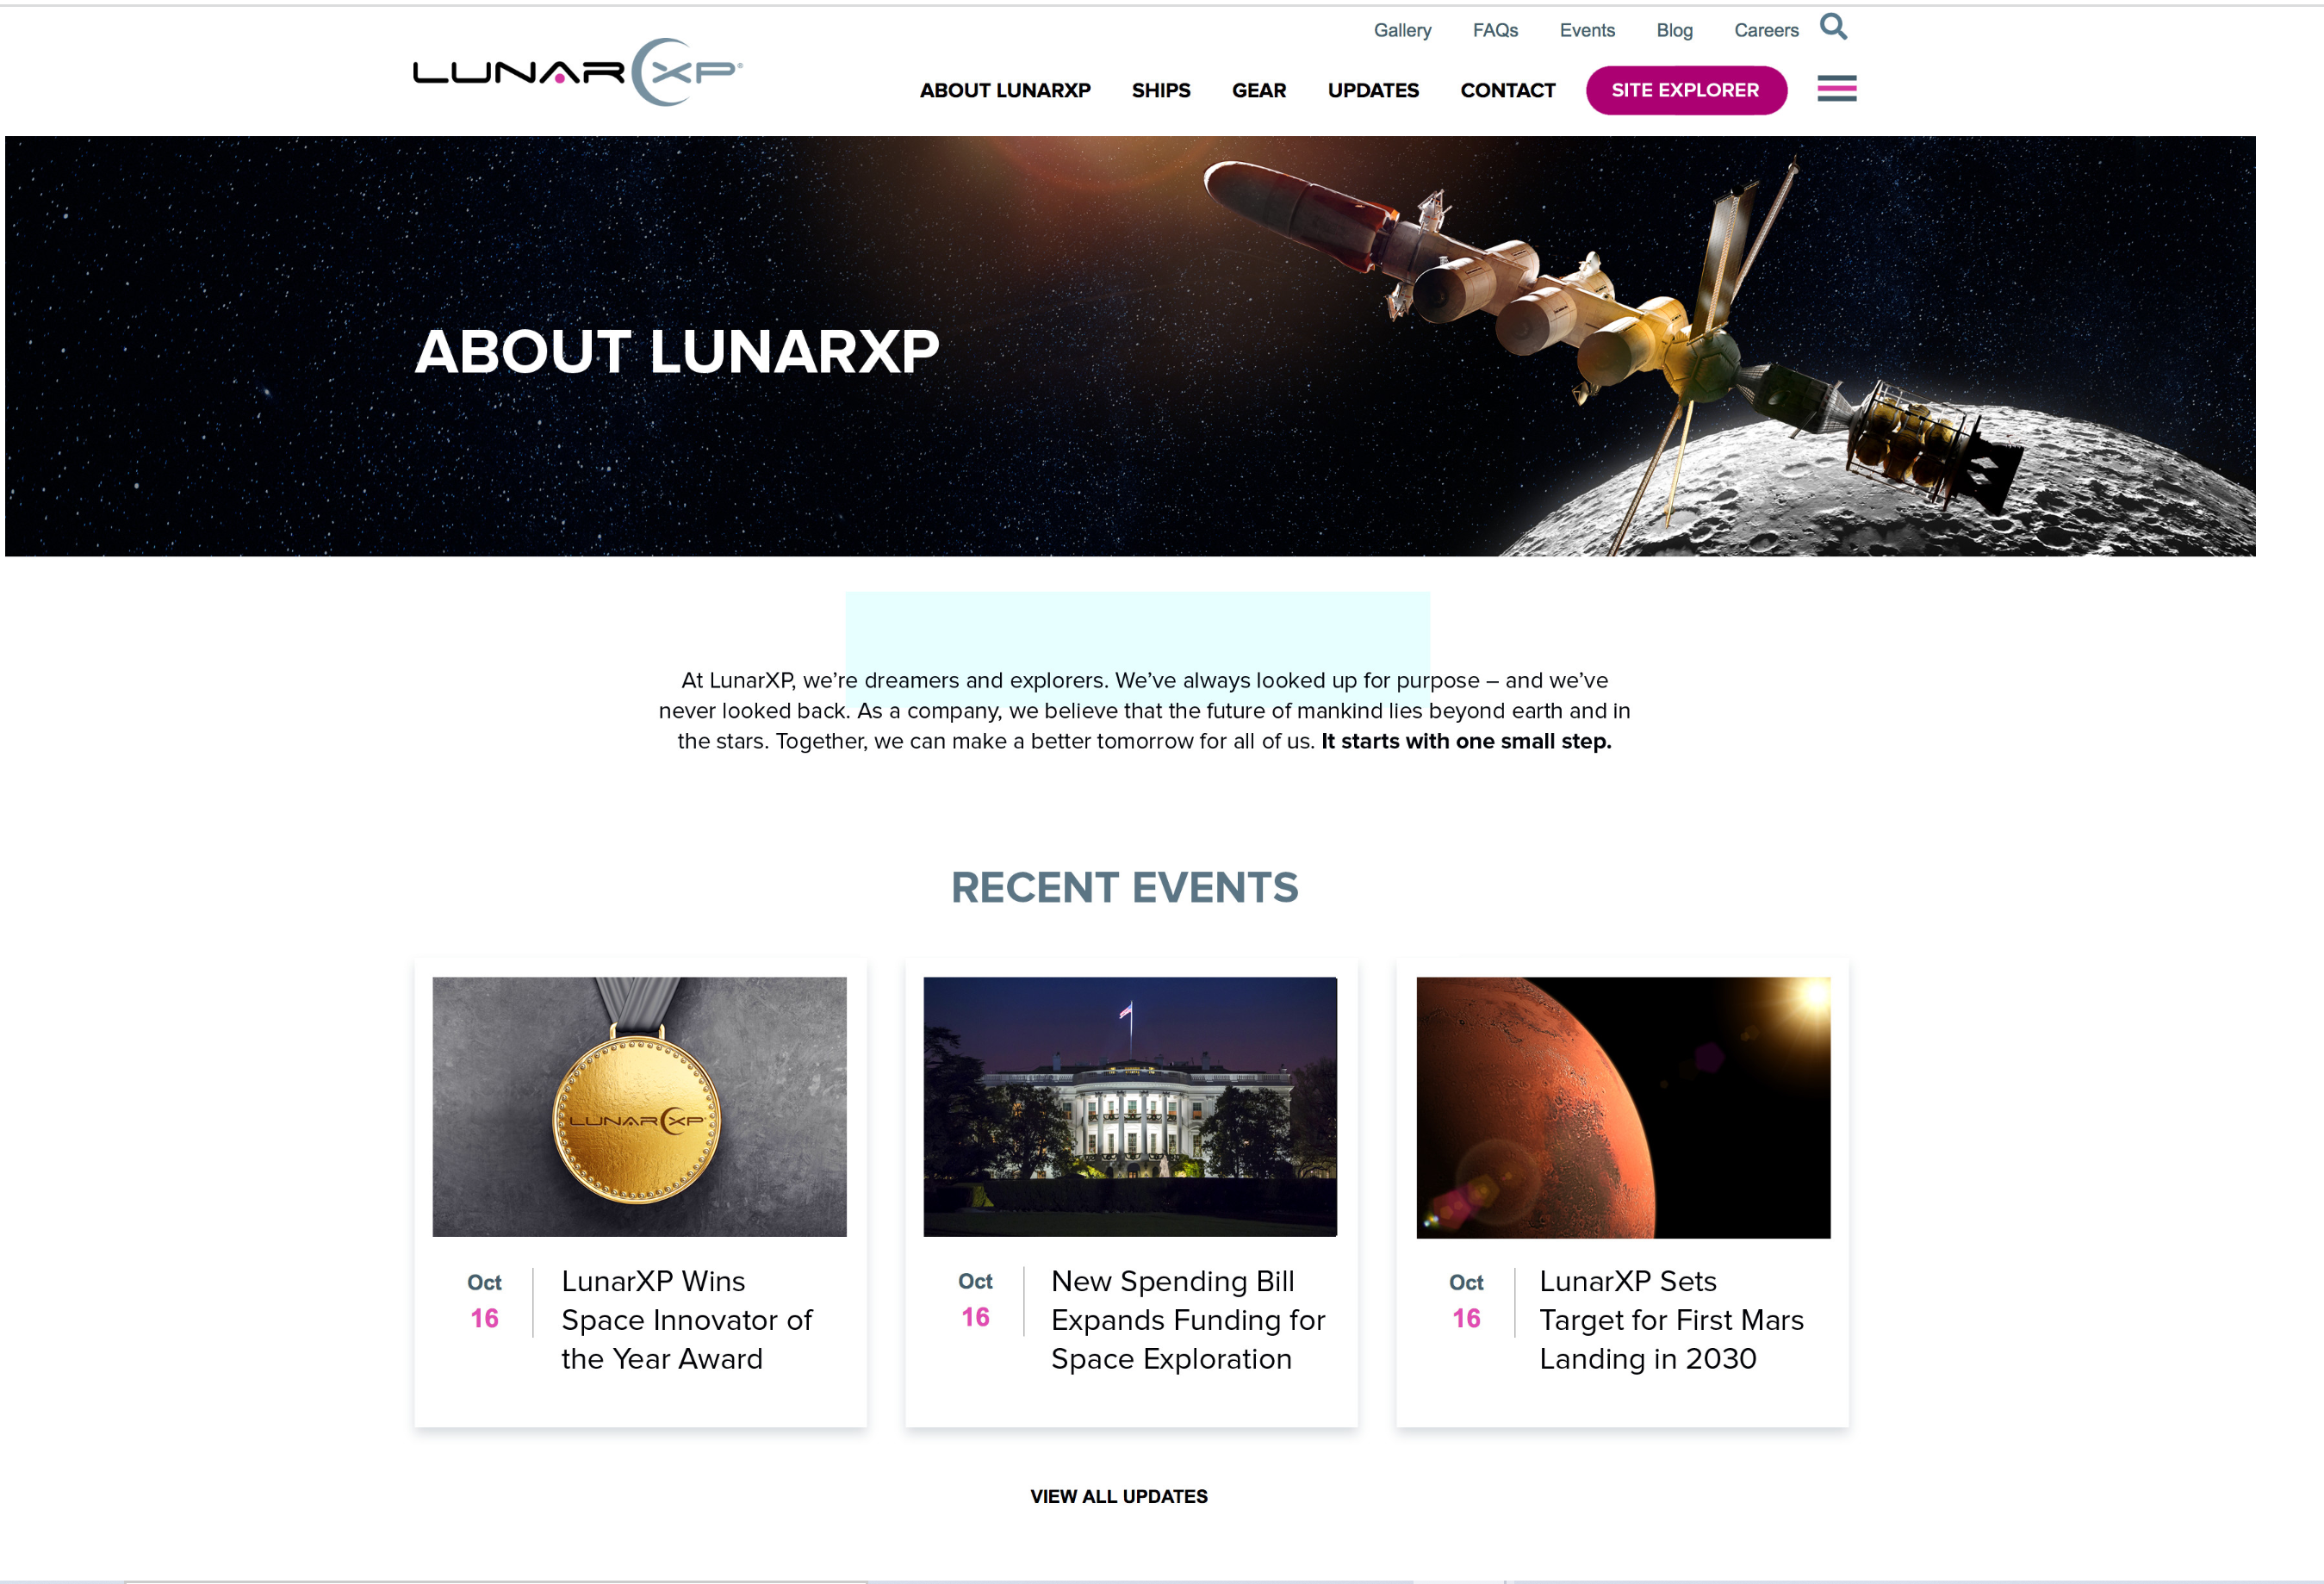 Gallery FAQs Events Blog Careers
LUNAR XP®
ABOUT LUNARXP SHIPS GEAR UPDATES CONTACT SITE EXPLORER
ABOUT LUNARXP
At LunarXP, we’re dreamers and explorers. We’ve always looked up for purpose – and we’ve
never looked back. As a company, we believe that the future of mankind lies beyond earth and in
the stars. Together, we can make a better tomorrow for all of us. It starts with one small step.
RECENT EVENTS
LUNAR XP
Oct
16
LunarXP Wins
Space Innovator of
the Year Award
Oct
16
New Spending Bill
Expands Funding for
Space Exploration
Oct
16
LunarXP Sets
Target for First Mars
Landing in 2030
VIEW ALL UPDATES